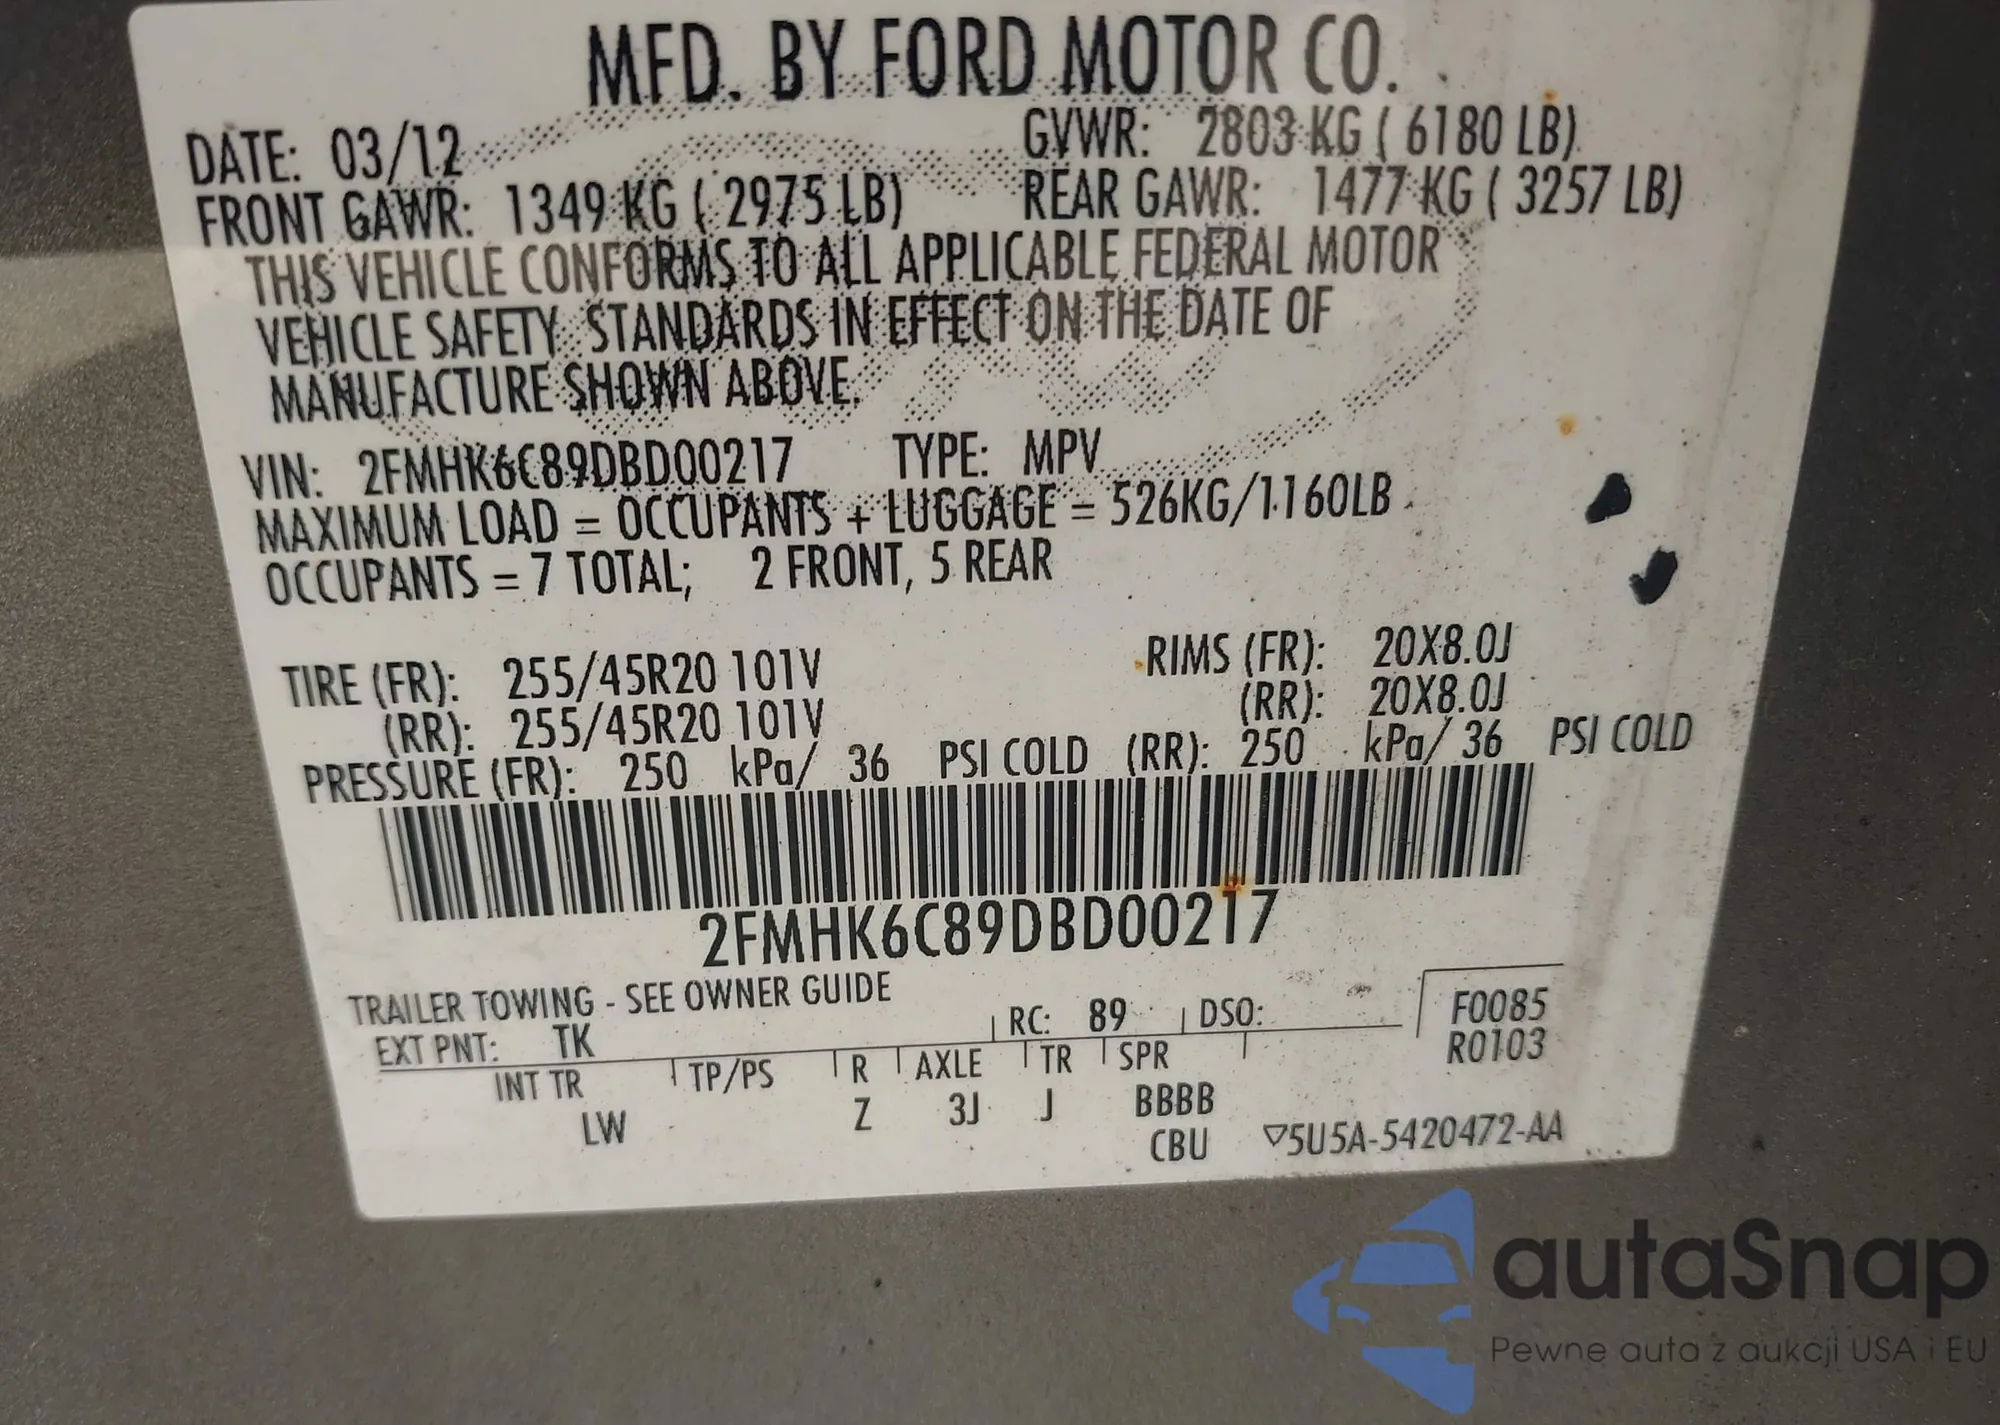 MFD. BY FORD MOTOR CO.
DATE: 03/12 GVWR: 2803 KG ( 6180 LB)
FRONT GAWR: 1349 KG ( 2975 LB) REAR GAWR: 1477 KG ( 3257 LB)
THIS VEHICLE CONFORMS TO ALL APPLICABLE FEDERAL MOTOR
VEHICLE SAFETY STANDARDS IN EFFECT ON THE DATE OF
MANUFACTURE SHOWN ABOVE.
VIN: 2FMHK6C89DBD00217 TYPE: MPV
MAXIMUM LOAD = OCCUPANTS + LUGGAGE = 526KG/1160LB
OCCUPANTS = 7 TOTAL; 2 FRONT, 5 REAR
TIRE (FR): 255/45R20 101V RIMS (FR): 20X8.0J
(RR): 255/45R20 101V (RR): 20X8.0J
PRESSURE (FR): 250 kPa/ 36 PSI COLD (RR): 250 kPa/ 36 PSI COLD
2FMHK6C89DBD00217
TRAILER TOWING - SEE OWNER GUIDE
EXT PNT: TK RC: 89 DSO: F0085
R0103
INT TR TP/PS R AXLE TR SPR
LW Z 3J J BBBB
CBU ▽5U5A-5420472-AA
autaSnap
Pewne auta z aukcji USA i EU